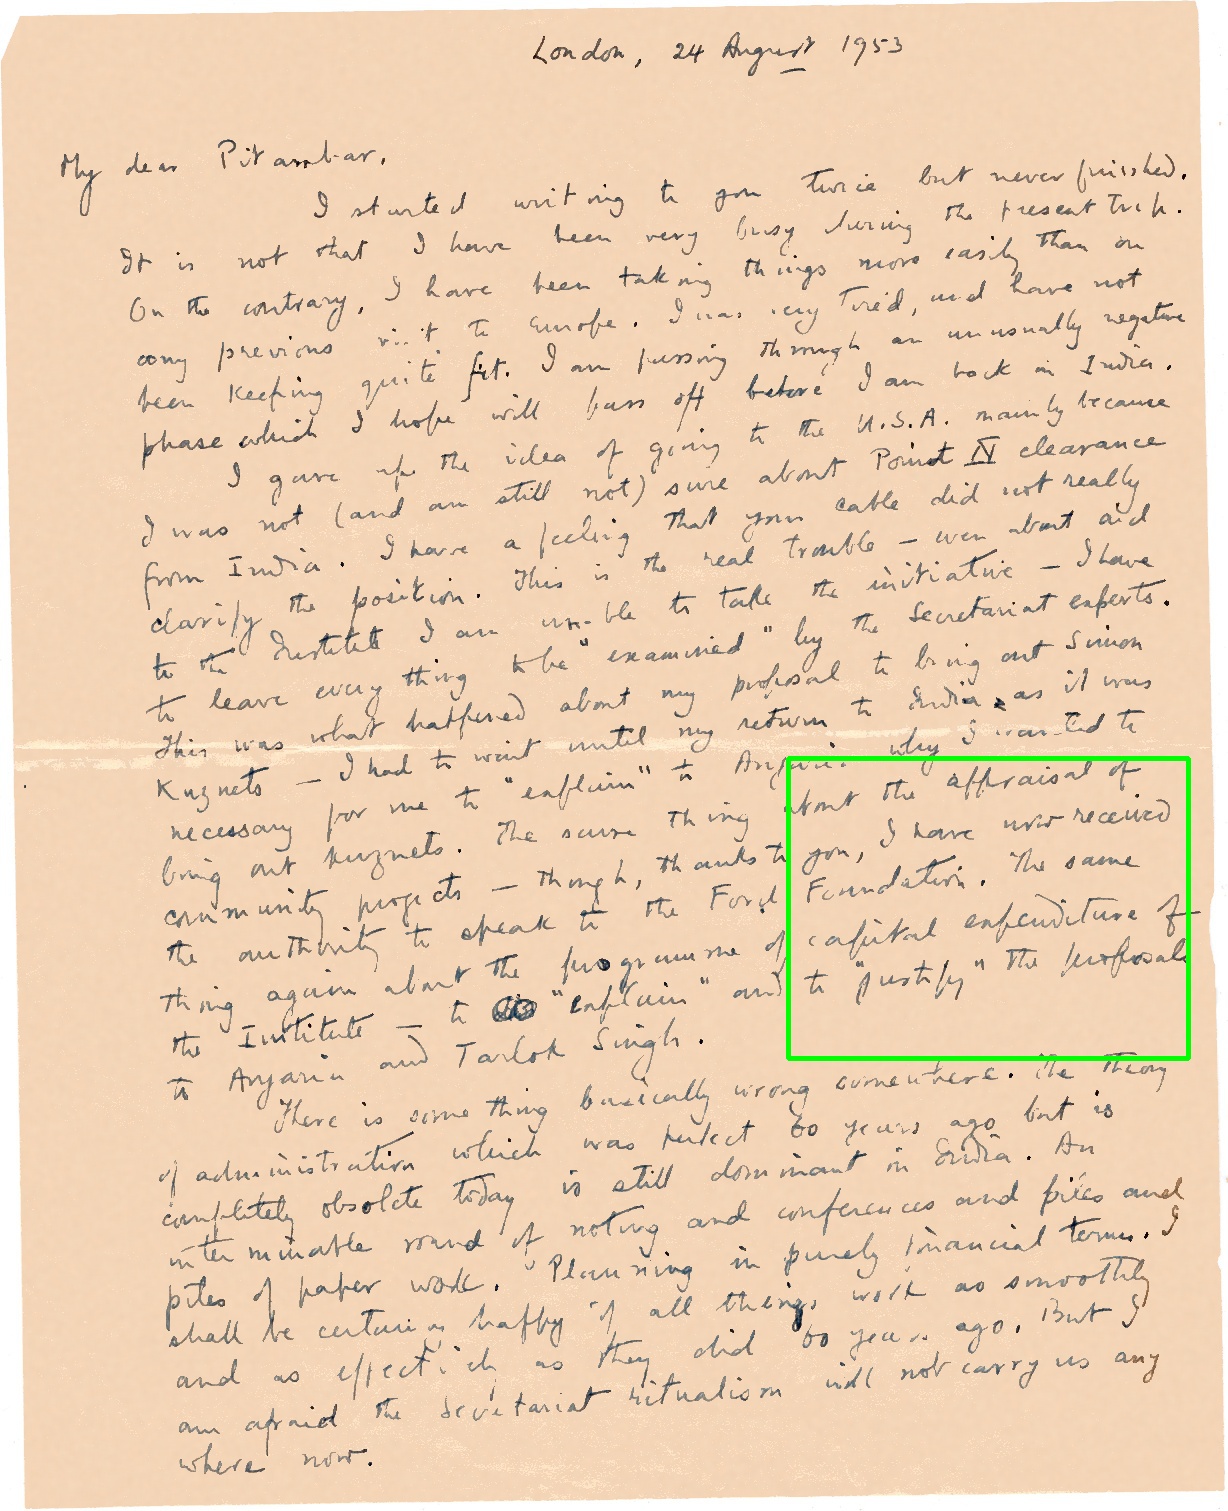 London, 24 August 1953
My dear Pitambar,
I started writing to you twice but never finished.
It is not that I have been very busy during the present trip.
On the contrary, I have been taking things more easily than on
any previous visit to Europe. I was very tired, and have not
been keeping quite fit. I am passing through an unusually negative
phase which I hope will pass off before I am back in India.
I gave up the idea of going to the U.S.A. mainly because
I was not (and am still not) sure about Point IV clearance
from India. I have a feeling that your cable did not really
clarify the position. This is the real trouble — even about aid
to the Institute I am unable to take the initiative — I have
to leave every thing to be "examined" by the Secretariat experts.
This was what happened about my proposal to bring out Simon
Kuznets — I had to wait until my return to India, as it was
necessary for me to "explain" to Anjaria why I wanted to
bring out Kuznets. The same thing about the appraisal of
community projects — though, thanks to you, I have now received
the authority to speak to the Ford Foundation. The same
thing again about the programme of capital expenditure of
the Institute — to "explain" and to "justify" the proposals
to Anjaria and Tarlok Singh.
There is some thing basically wrong somewhere. The theory
of administration which was perfect 60 years ago but is
completely obsolete today is still dominant in India. An
interminable round of noting and conferences and files and
piles of paper work. Planning in purely financial terms. I
shall be certainly happy if all things work as smoothly
and as effectively as they did 60 years ago. But I
am afraid the Secretariat ritualism will not carry us any
where now.